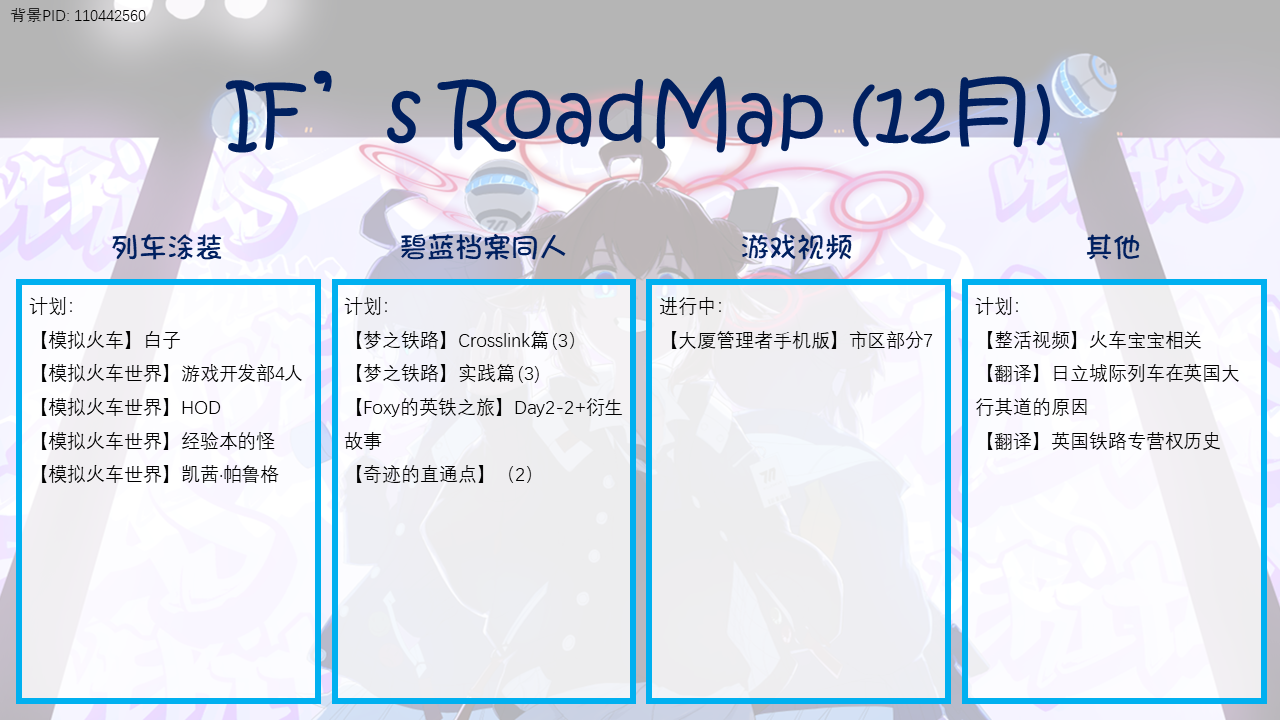 背景PID: 110442560
IF’s RoadMap (12月)
列车涂装
计划：
【模拟火车】白子
【模拟火车世界】游戏开发部4人
【模拟火车世界】HOD
【模拟火车世界】经验本的怪
【模拟火车世界】凯茜·帕鲁格
碧蓝档案同人
计划：
【梦之铁路】Crosslink篇(3)
【梦之铁路】实践篇(3)
【Foxy的英铁之旅】Day2-2+衍生
故事
【奇迹的直通点】（2）
游戏视频
进行中：
【大厦管理者手机版】市区部分7
其他
计划：
【整活视频】火车宝宝相关
【翻译】日立城际列车在英国大
行其道的原因
【翻译】英国铁路专营权历史
VERITAS
VERITAS